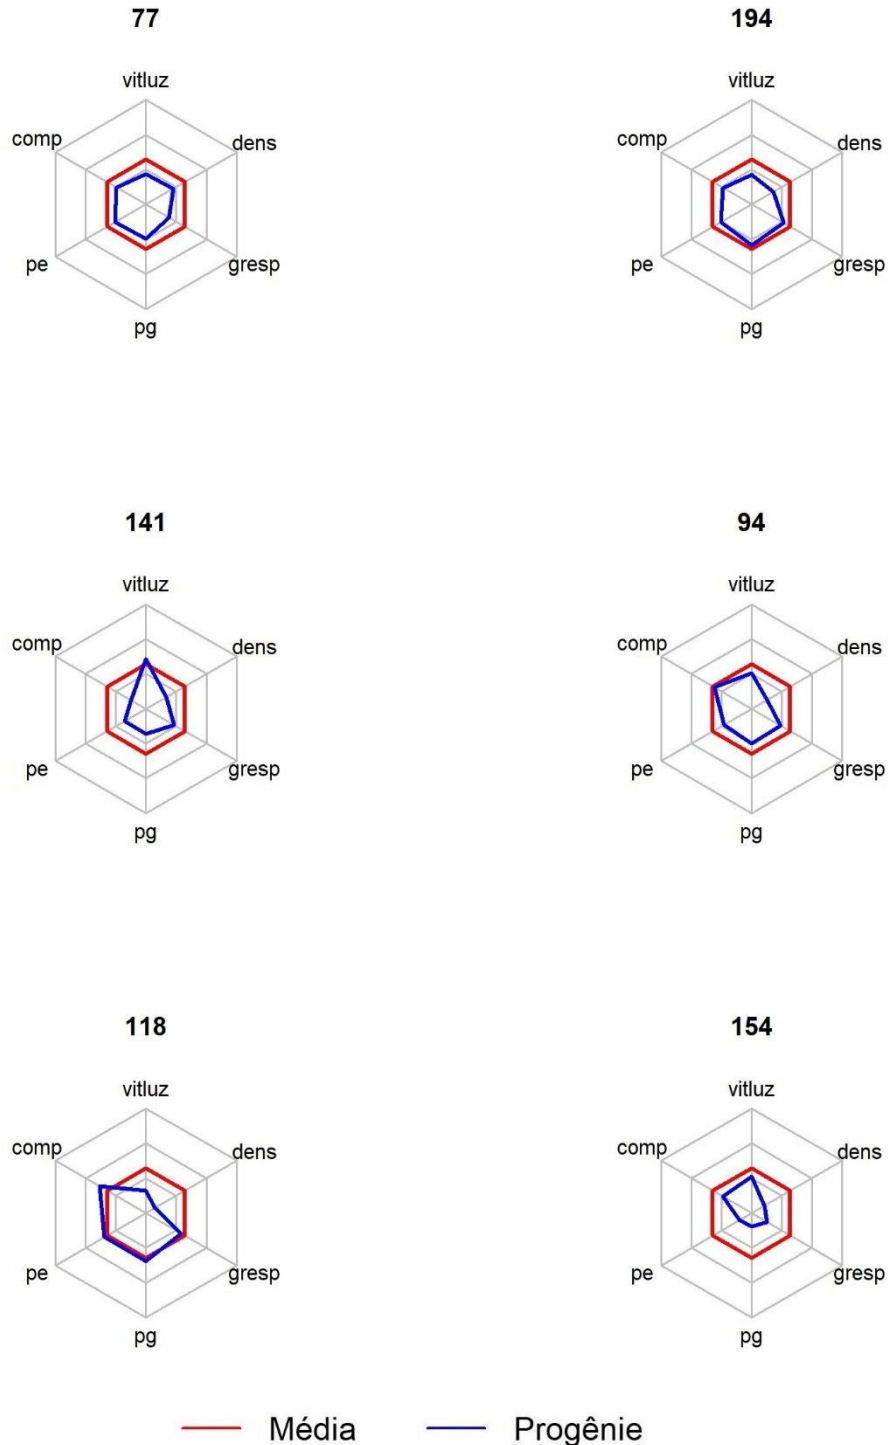 77
vitluz
comp
dens
pe
gresp
pg
194
vitluz
comp
dens
pe
gresp
pg
141
vitluz
comp
dens
pe
gresp
pg
94
vitluz
comp
dens
pe
gresp
pg
118
vitluz
comp
dens
pe
gresp
pg
154
vitluz
comp
dens
pe
gresp
pg
Média
Progênie